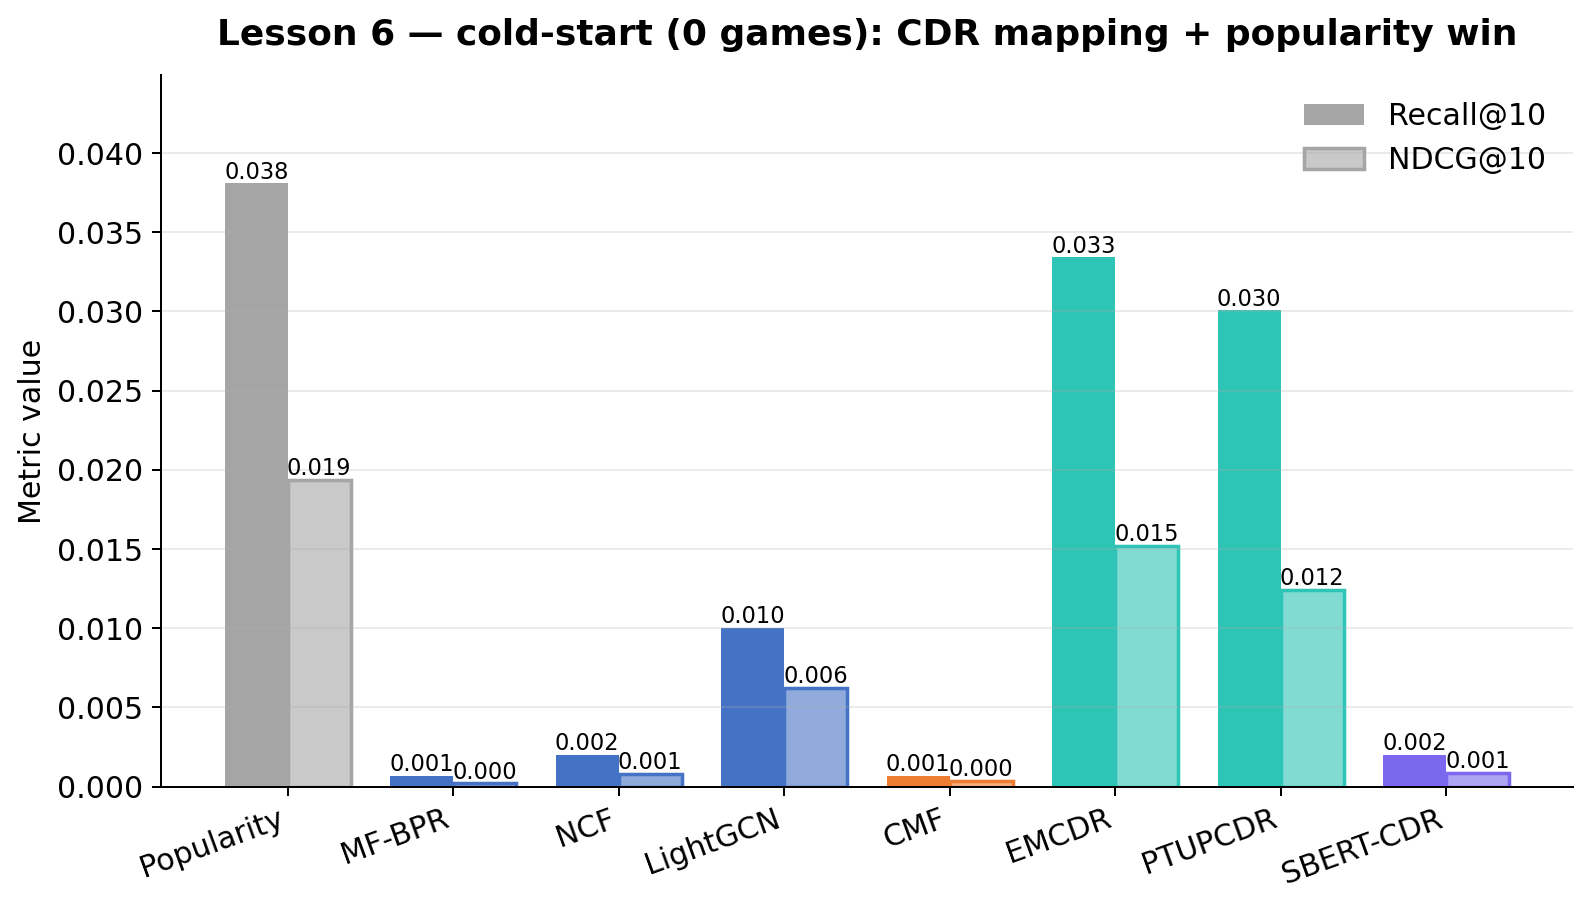 Lesson 6 — cold-start (0 games): CDR mapping + popularity win
Recall@10
NDCG@10
Metric value
0.040
0.035
0.030
0.025
0.020
0.015
0.010
0.005
0.000
0.038
0.019
0.001
0.000
0.002
0.001
0.010
0.006
0.001
0.000
0.033
0.015
0.030
0.012
0.002
0.001
Popularity
MF-BPR
NCF
LightGCN
CMF
EMCDR
PTUPCDR
SBERT-CDR